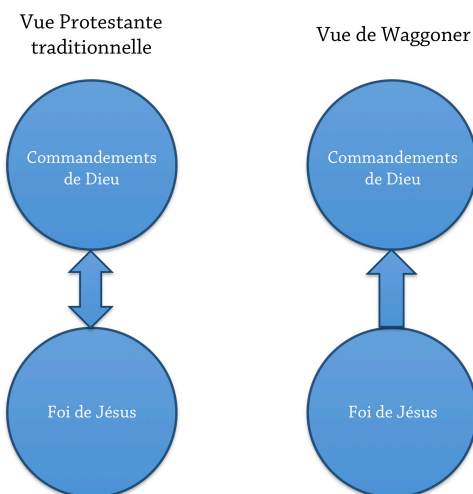 Vue Protestante
traditionnelle
Commandements
de Dieu
Foi de Jésus
Vue de Waggoner
Commandements
de Dieu
Foi de Jésus